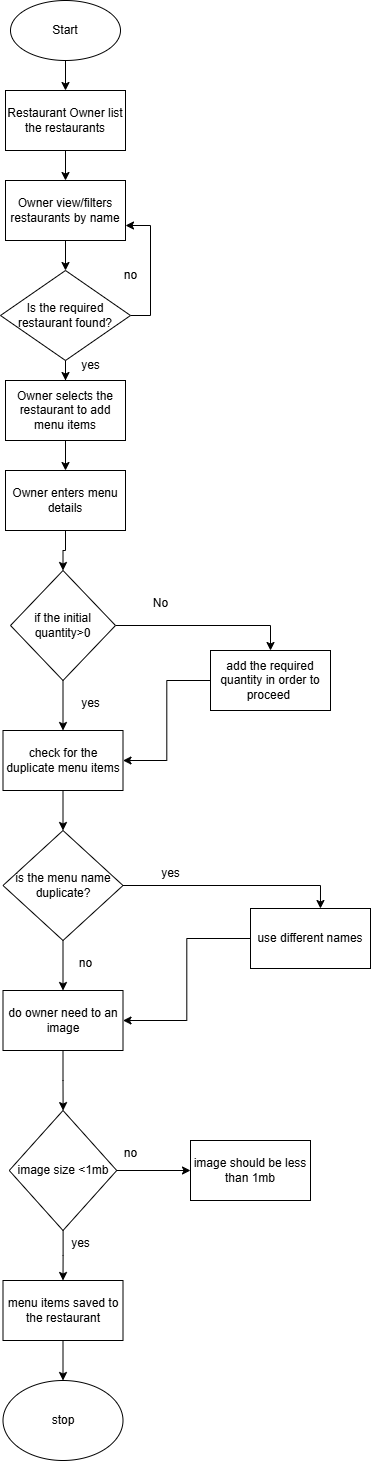 Start
Restaurant Owner list
the restaurants
Owner view/filters
restaurants by name
no
Is the required
restaurant found?
yes
Owner selects the
restaurant to add
menu items
Owner enters menu
details
No
if the initial
quantity>0
add the required
quantity in order to
proceed
yes
check for the
duplicate menu items
is the menu name
duplicate?
yes
use different names
no
do owner need to an
image
no
image size <1mb
image should be less
than 1mb
yes
menu items saved to
the restaurant
stop